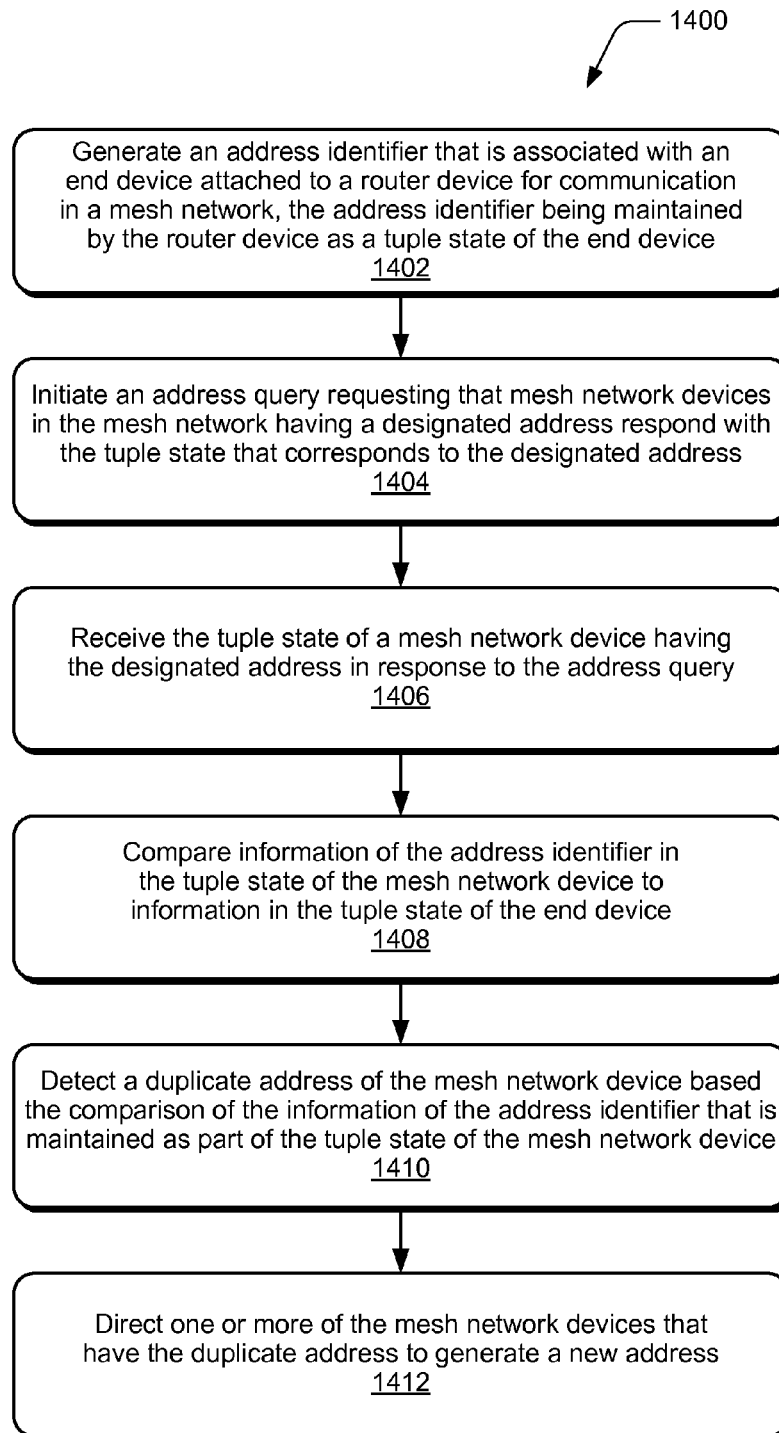 1400
Generate an address identifier that is associated with an
end device attached to a router device for communication
in a mesh network, the address identifier being maintained
by the router device as a tuple state of the end device
1402
Initiate an address query requesting that mesh network devices
in the mesh network having a designated address respond with
the tuple state that corresponds to the designated address
1404
Receive the tuple state of a mesh network device having
the designated address in response to the address query
1406
Compare information of the address identifier in
the tuple state of the mesh network device to
information in the tuple state of the end device
1408
Detect a duplicate address of the mesh network device based
the comparison of the information of the address identifier that is
maintained as part of the tuple state of the mesh network device
1410
Direct one or more of the mesh network devices that
have the duplicate address to generate a new address
1412